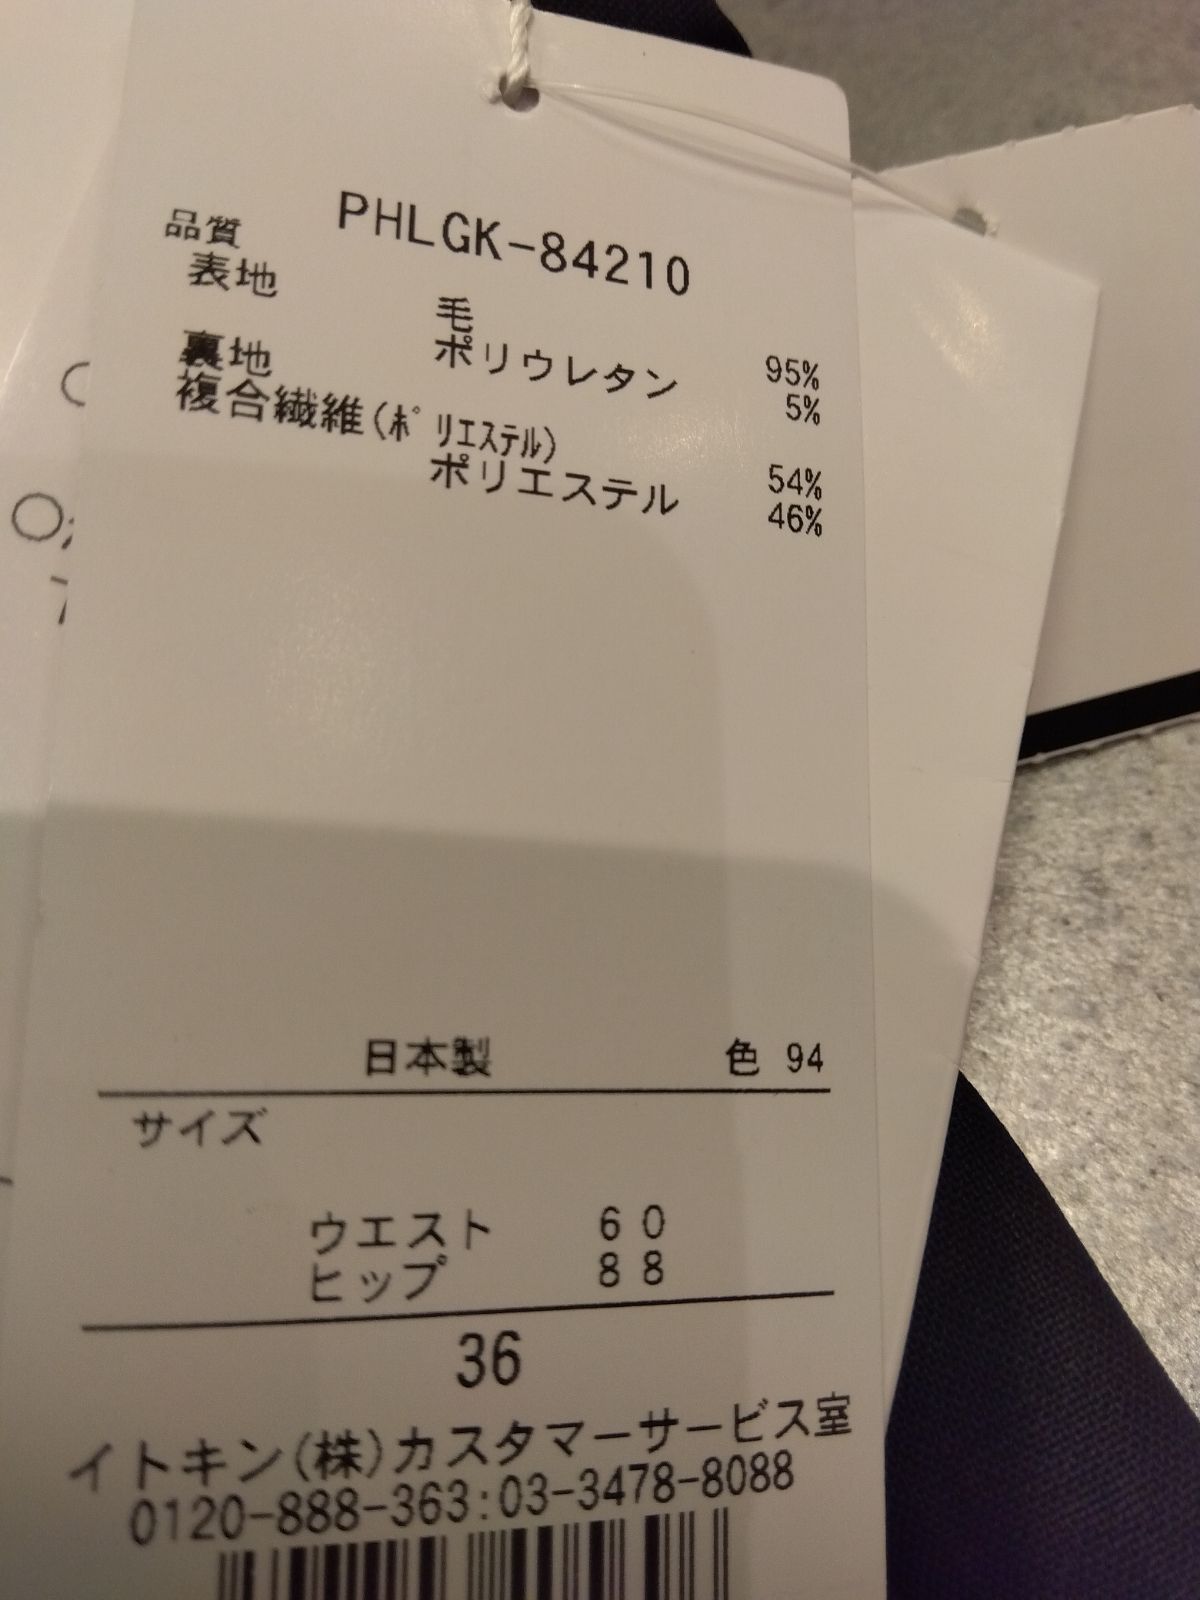 PHLGK-84210
品質
表地
毛 95%
ポリウレタン 5%
裏地
複合繊維(ﾎﾟﾘｴｽﾃﾙ) 54%
ポリエステル 46%
日本製 色 94
サイズ
ウエスト 60
ヒップ 88
36
イトキン(株)カスタマーサービス室
0120-888-363:03-3478-8088